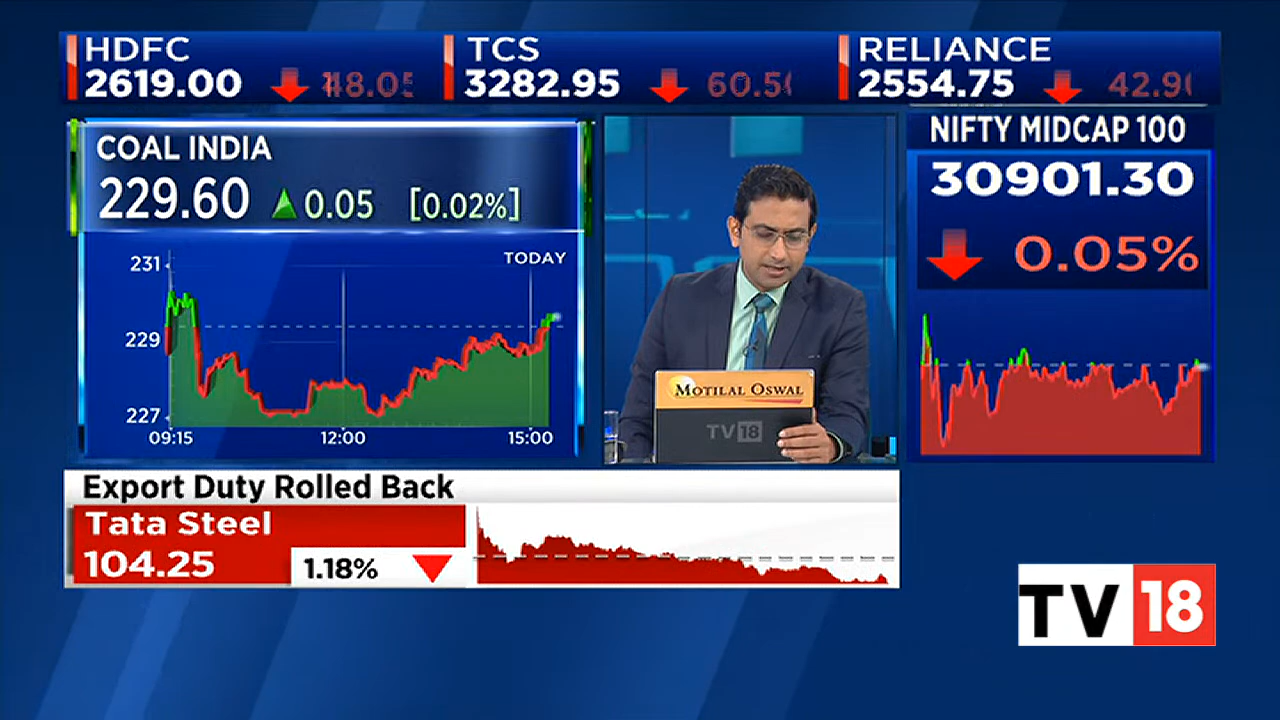 HDFC
2619.00
TCS
3282.95
RELIANCE
2554.75
COAL INDIA
229.60 ▲ 0.05 [0.02%]
TODAY
231
229
227
09:15 12:00 15:00
MOTILAL OSWAL
TV18
NIFTY MIDCAP 100
30901.30
0.05%
Export Duty Rolled Back
Tata Steel
104.25 1.18%
TV18